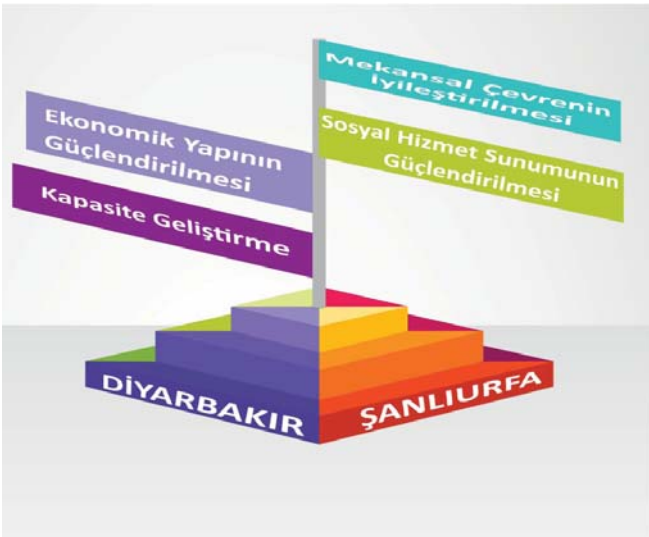 Mekansal Çevrenin
İyileştirilmesi
Ekonomik Yapının
Güçlendirilmesi
Sosyal Hizmet Sunumunun
Güçlendirilmesi
Kapasite Geliştirme
DİYARBAKIR
ŞANLIURFA